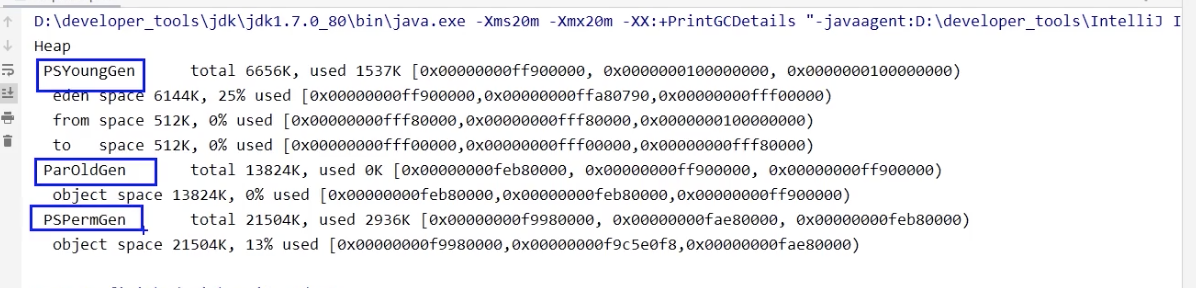 D:\developer_tools\jdk\jdk1.7.0_80\bin\java.exe -Xms20m -Xmx20m -XX:+PrintGCDetails "-javaagent:D:\developer_tools\IntelliJ I
Heap
PSYoungGen total 6656K, used 1537K [0x00000000ff900000, 0x0000000100000000, 0x0000000100000000)
eden space 6144K, 25% used [0x00000000ff900000,0x00000000ffa80790,0x00000000fff00000)
from space 512K, 0% used [0x00000000fff80000,0x00000000fff80000,0x0000000100000000)
to space 512K, 0% used [0x00000000fff00000,0x00000000fff00000,0x00000000fff80000)
ParOldGen total 13824K, used 0K [0x00000000feb80000, 0x00000000ff900000, 0x00000000ff900000)
object space 13824K, 0% used [0x00000000feb80000,0x00000000feb80000,0x00000000ff900000)
PSPermGen total 21504K, used 2936K [0x00000000f9980000, 0x00000000fae80000, 0x00000000feb80000)
object space 21504K, 13% used [0x00000000f9980000,0x00000000f9c5e0f8,0x00000000fae80000)